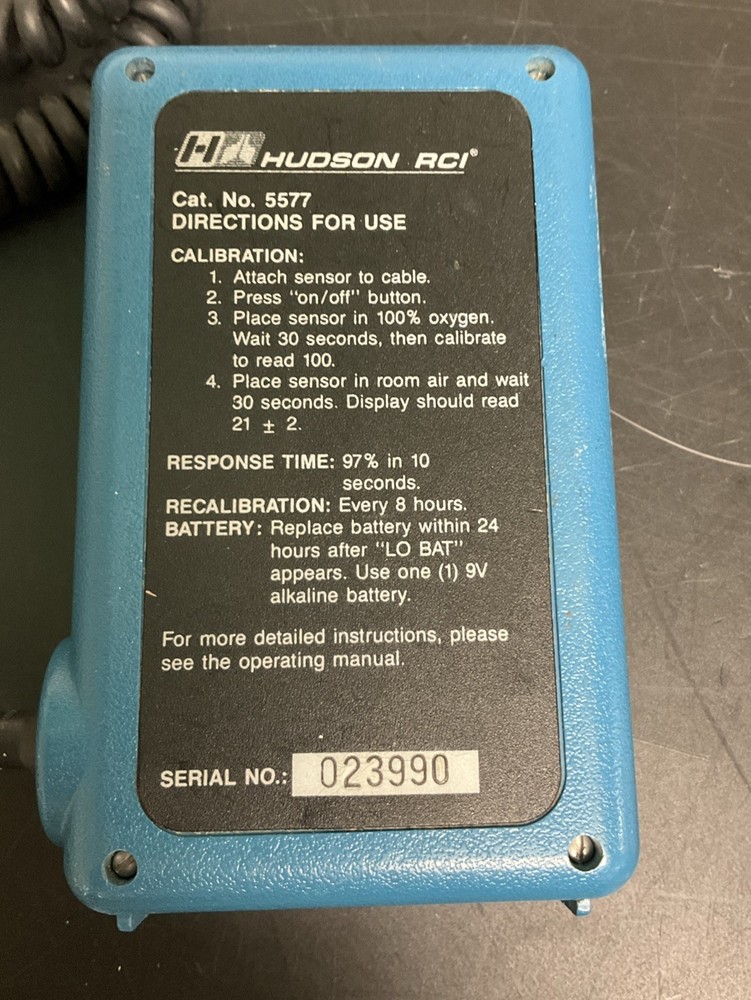 HUDSON RCI®
Cat. No. 5577
DIRECTIONS FOR USE
CALIBRATION:
1. Attach sensor to cable.
2. Press "on/off" button.
3. Place sensor in 100% oxygen.
Wait 30 seconds, then calibrate
to read 100.
4. Place sensor in room air and wait
30 seconds. Display should read
21 ± 2.
RESPONSE TIME: 97% in 10
seconds.
RECALIBRATION: Every 8 hours.
BATTERY: Replace battery within 24
hours after "LO BAT"
appears. Use one (1) 9V
alkaline battery.
For more detailed instructions, please
see the operating manual.
SERIAL NO.: 023990